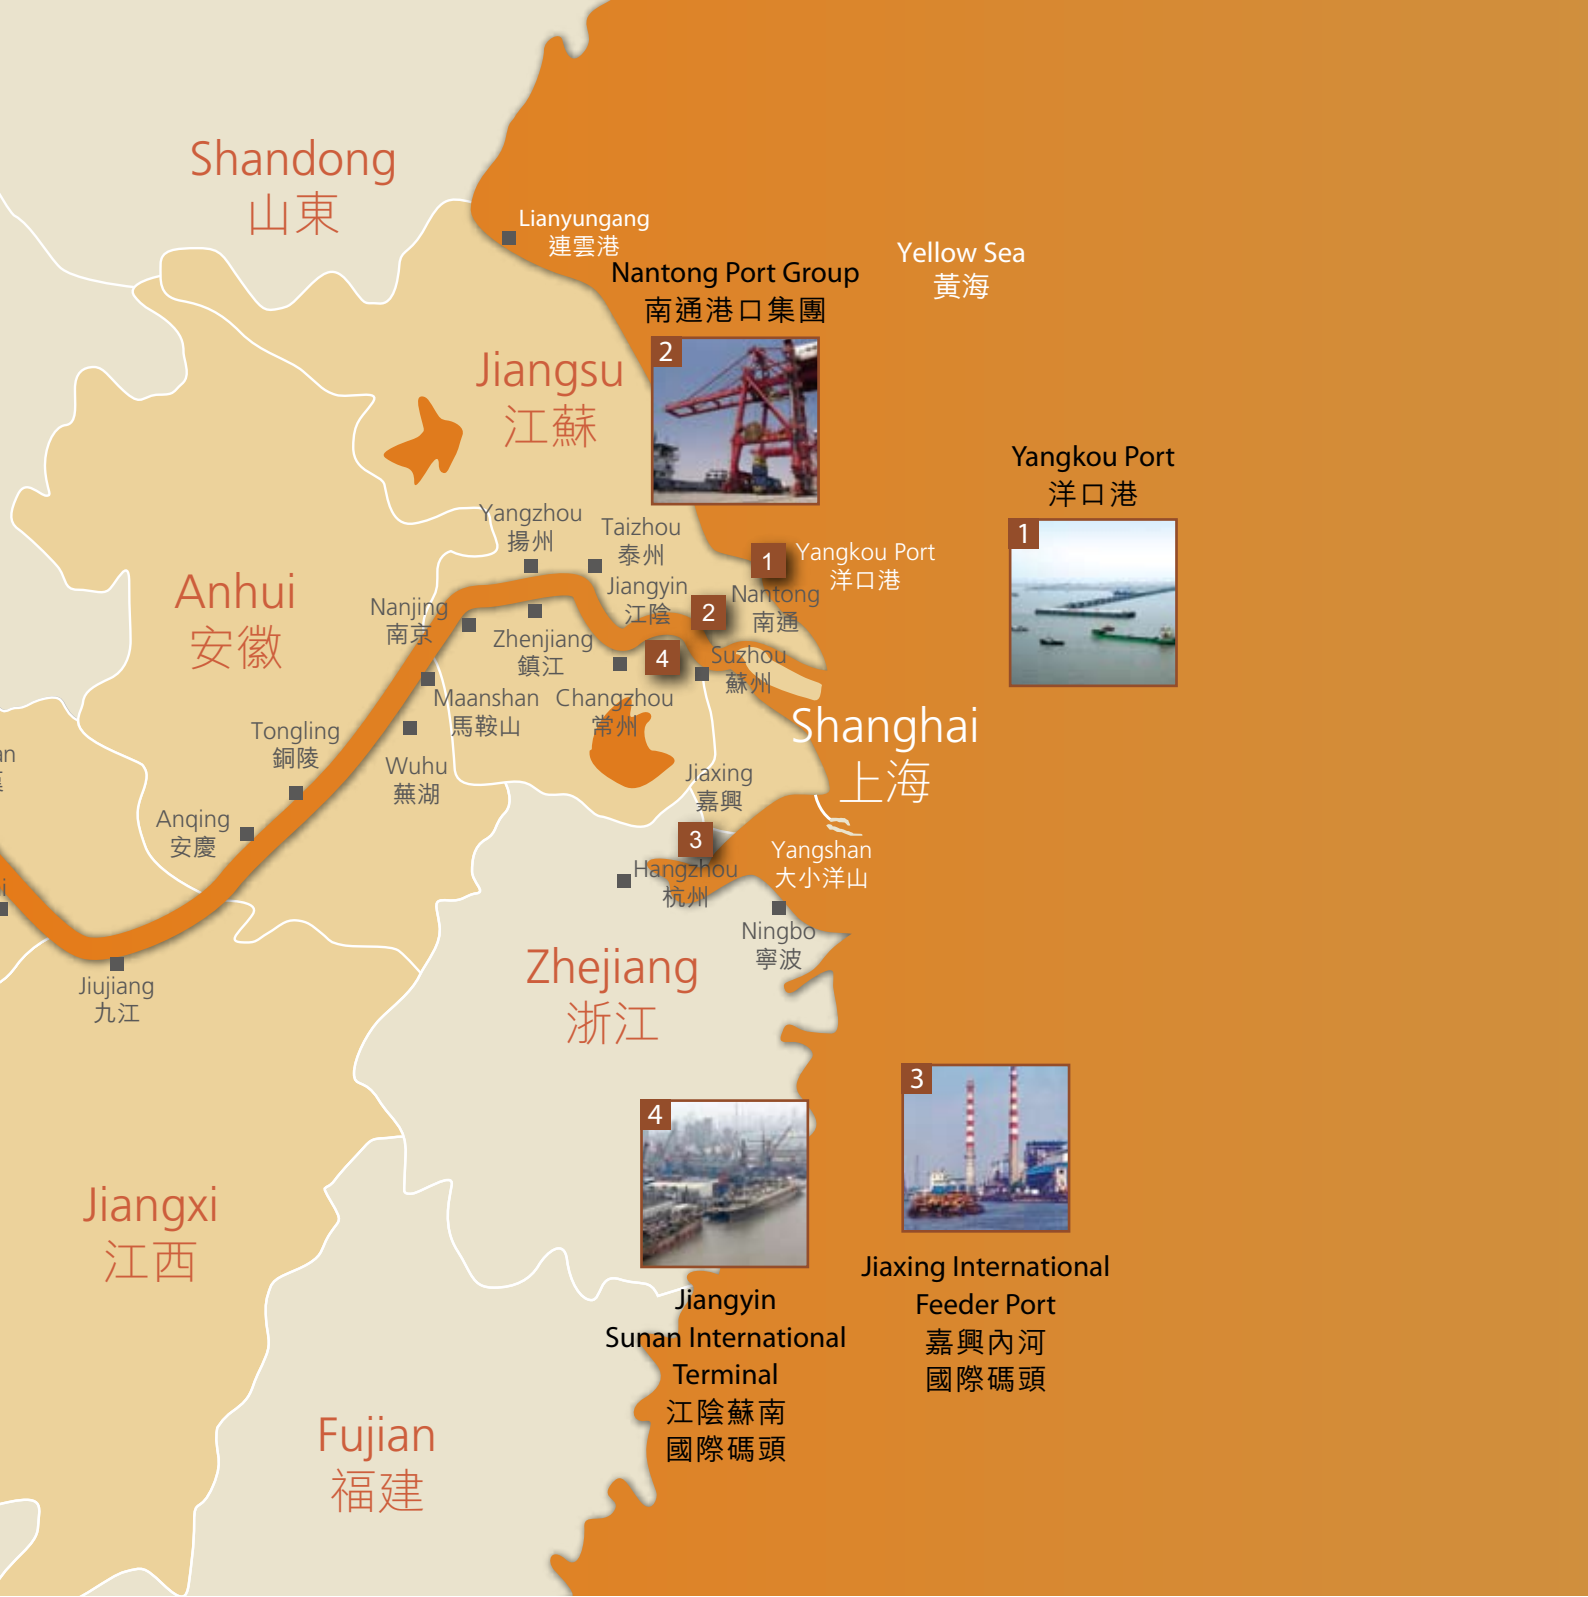 Shandong
山東
Lianyungang
連雲港
Yellow Sea
黃海
Nantong Port Group
南通港口集團
2
Jiangsu
江蘇
Yangkou Port
洋口港
1
Yangzhou
揚州
Taizhou
泰州
1
Yangkou Port
洋口港
Anhui
安徽
Nanjing
南京
Jiangyin
江陰
2
Nantong
南通
Zhenjiang
鎮江
4
Suzhou
蘇州
Maanshan
馬鞍山
Changzhou
常州
Shanghai
上海
Tongling
銅陵
Wuhu
蕪湖
Jiaxing
嘉興
Anqing
安慶
3
Yangshan
大小洋山
Hangzhou
杭州
Ningbo
寧波
Zhejiang
浙江
Jiujiang
九江
3
Jiaxing International
Feeder Port
嘉興內河
國際碼頭
4
Jiangyin
Sunan International
Terminal
江陰蘇南
國際碼頭
Jiangxi
江西
Fujian
福建